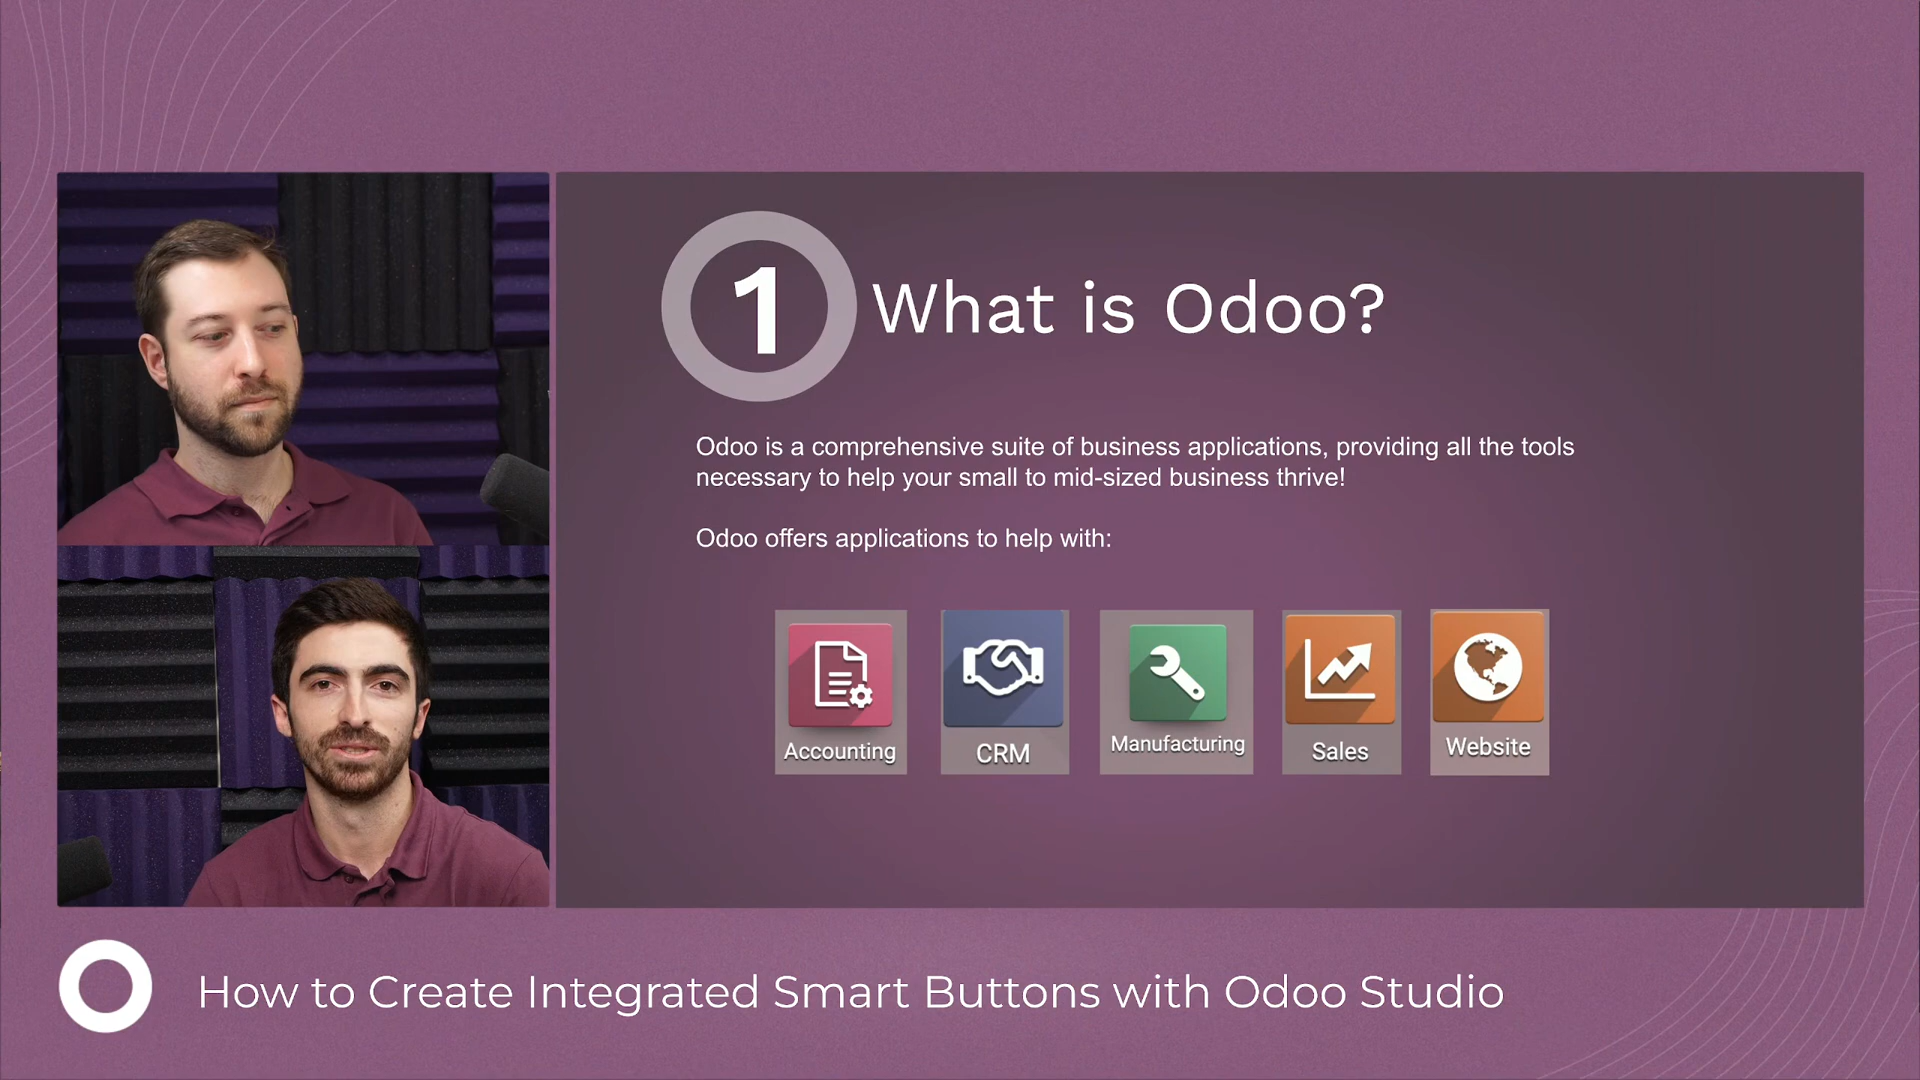 1 What is Odoo?
Odoo is a comprehensive suite of business applications, providing all the tools
necessary to help your small to mid-sized business thrive!
Odoo offers applications to help with:
Accounting
CRM
Manufacturing
Sales
Website
How to Create Integrated Smart Buttons with Odoo Studio